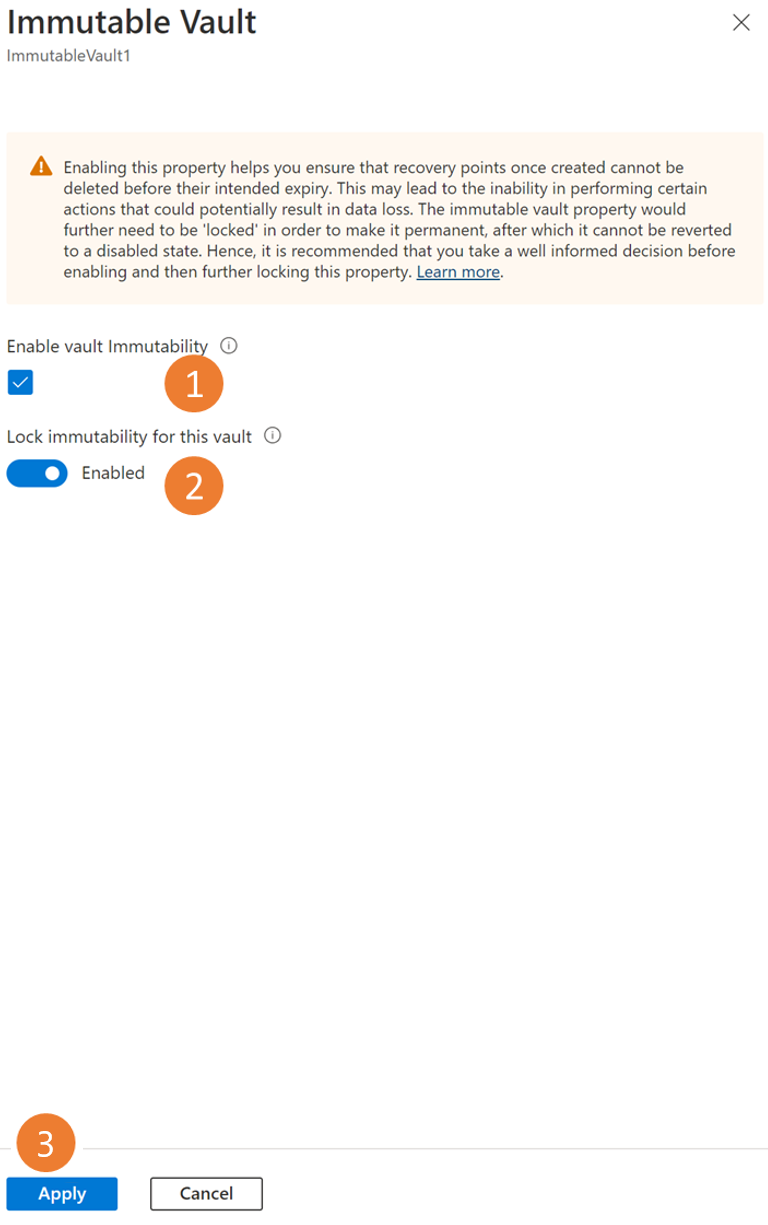 Immutable Vault
ImmutableVault1
Enabling this property helps you ensure that recovery points once created cannot be
deleted before their intended expiry. This may lead to the inability in performing certain
actions that could potentially result in data loss. The immutable vault property would
further need to be 'locked' in order to make it permanent, after which it cannot be reverted
to a disabled state. Hence, it is recommended that you take a well informed decision before
enabling and then further locking this property. Learn more.
Enable vault Immutability
1
Lock immutability for this vault
Enabled
2
3
Apply
Cancel